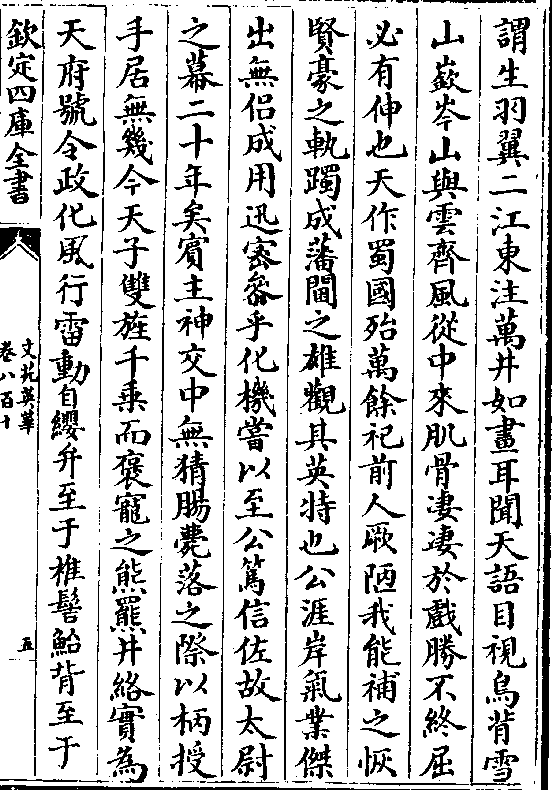 謂生羽翼二江東注萬井如畫耳聞天語目視鳥背雪
山嶔岑山與雲齊風從中來肌骨淒淒於戲勝不終屈
必有伸也天作蜀國殆萬餘祀前人厥陋我能補之恢
賢豪之軌躅成藩閫之雄觀其英特也公涯岸氣業傑
出無侣成用迅密參乎化機嘗以至公篤信佐故太尉
之幕二十年矣賓主神交中無猜腸薨落之際以柄授
手居無幾今天子雙旌千乗而褒寵之熊羆井絡實為
天府號令政化風行雷動自纓弁至于椎髻鮐背至于
欽定四庫全書
文苑英華
卷八百十
五